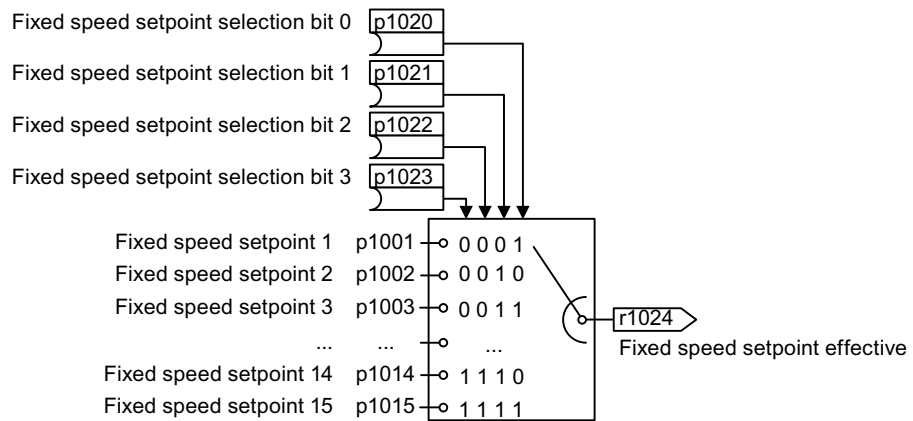 Fixed speed setpoint selection bit 0 p1020
Fixed speed setpoint selection bit 1 p1021
Fixed speed setpoint selection bit 2 p1022
Fixed speed setpoint selection bit 3 p1023
Fixed speed setpoint 1 p1001 0 0 0 1
Fixed speed setpoint 2 p1002 0 0 1 0
Fixed speed setpoint 3 p1003 0 0 1 1
r1024
... ... ...
Fixed speed setpoint effective
Fixed speed setpoint 14 p1014 1 1 1 0
Fixed speed setpoint 15 p1015 1 1 1 1